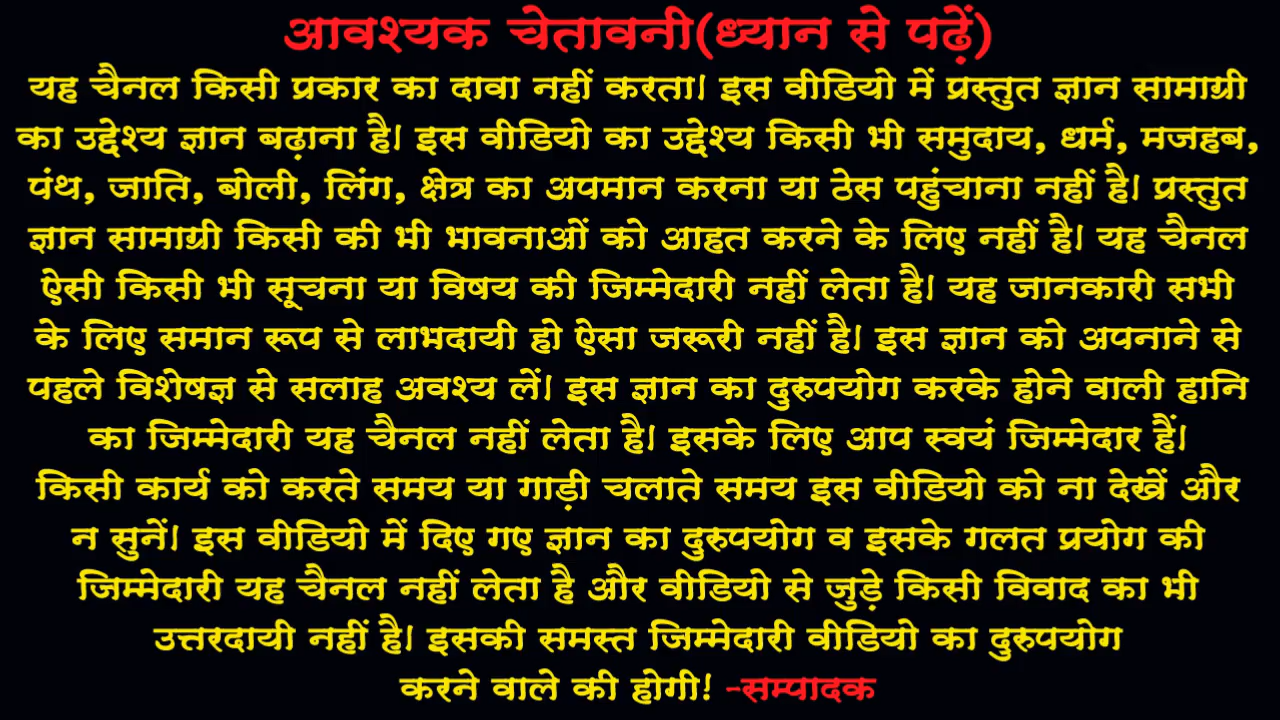 आवश्यक चेतावनी(ध्यान से पढ़ें)
यह चैनल किसी प्रकार का दावा नहीं करता। इस वीडियो में प्रस्तुत ज्ञान सामाग्री
का उद्देश्य ज्ञान बढ़ाना है। इस वीडियो का उद्देश्य किसी भी समुदाय, धर्म, मजहब,
पंथ, जाति, बोली, लिंग, क्षेत्र का अपमान करना या ठेस पहुंचाना नहीं है। प्रस्तुत
ज्ञान सामाग्री किसी की भी भावनाओं को आहत करने के लिए नहीं है। यह चैनल
ऐसी किसी भी सूचना या विषय की जिम्मेदारी नहीं लेता है। यह जानकारी सभी
के लिए समान रूप से लाभदायी हो ऐसा जरूरी नहीं है। इस ज्ञान को अपनाने से
पहले विशेषज्ञ से सलाह अवश्य लें। इस ज्ञान का दुरुपयोग करके होने वाली हानि
का जिम्मेदारी यह चैनल नहीं लेता है। इसके लिए आप स्वयं जिम्मेदार हैं।
किसी कार्य को करते समय या गाड़ी चलाते समय इस वीडियो को ना देखें और
न सुनें। इस वीडियो में दिए गए ज्ञान का दुरुपयोग व इसके गलत प्रयोग की
जिम्मेदारी यह चैनल नहीं लेता है और वीडियो से जुड़े किसी विवाद का भी
उत्तरदायी नहीं है। इसकी समस्त जिम्मेदारी वीडियो का दुरुपयोग
करने वाले की होगी! -सम्पादक